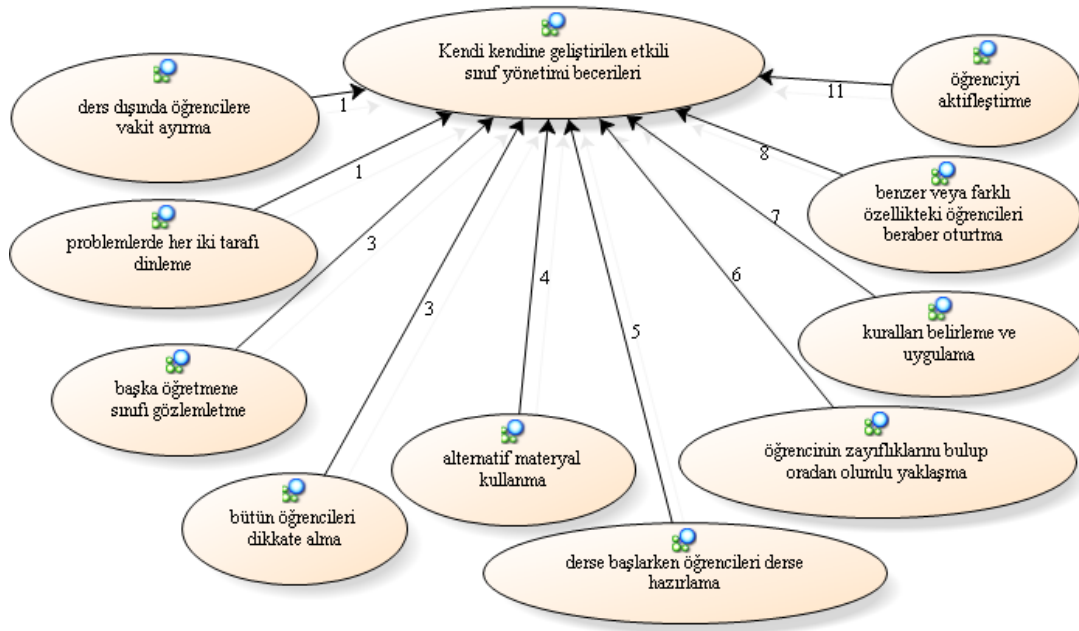 Kendi kendine geliştirilen etkili
sınıf yönetimi becerileri
ders dışında öğrencilere
vakit ayırma
1
problemlerde her iki tarafı
dinleme
1
başka öğretmene
sınıfı gözlemletme
3
bütün öğrencileri
dikkate alma
3
alternatif materyal
kullanma
4
derse başlarken öğrencileri derse
hazırlama
5
öğrencinin zayıflıklarını bulup
oradan olumlu yaklaşma
6
kuralları belirleme ve
uygulama
7
benzer veya farklı
özellikteki öğrencileri
beraber oturtma
8
öğrenciyi
aktifleştirme
11